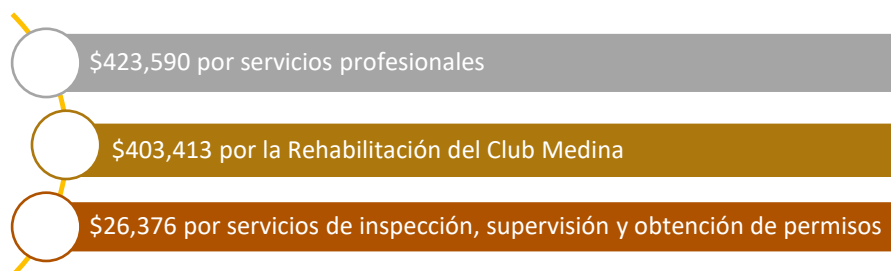 $423,590 por servicios profesionales
$403,413 por la Rehabilitación del Club Medina
$26,376 por servicios de inspección, supervisión y obtención de permisos